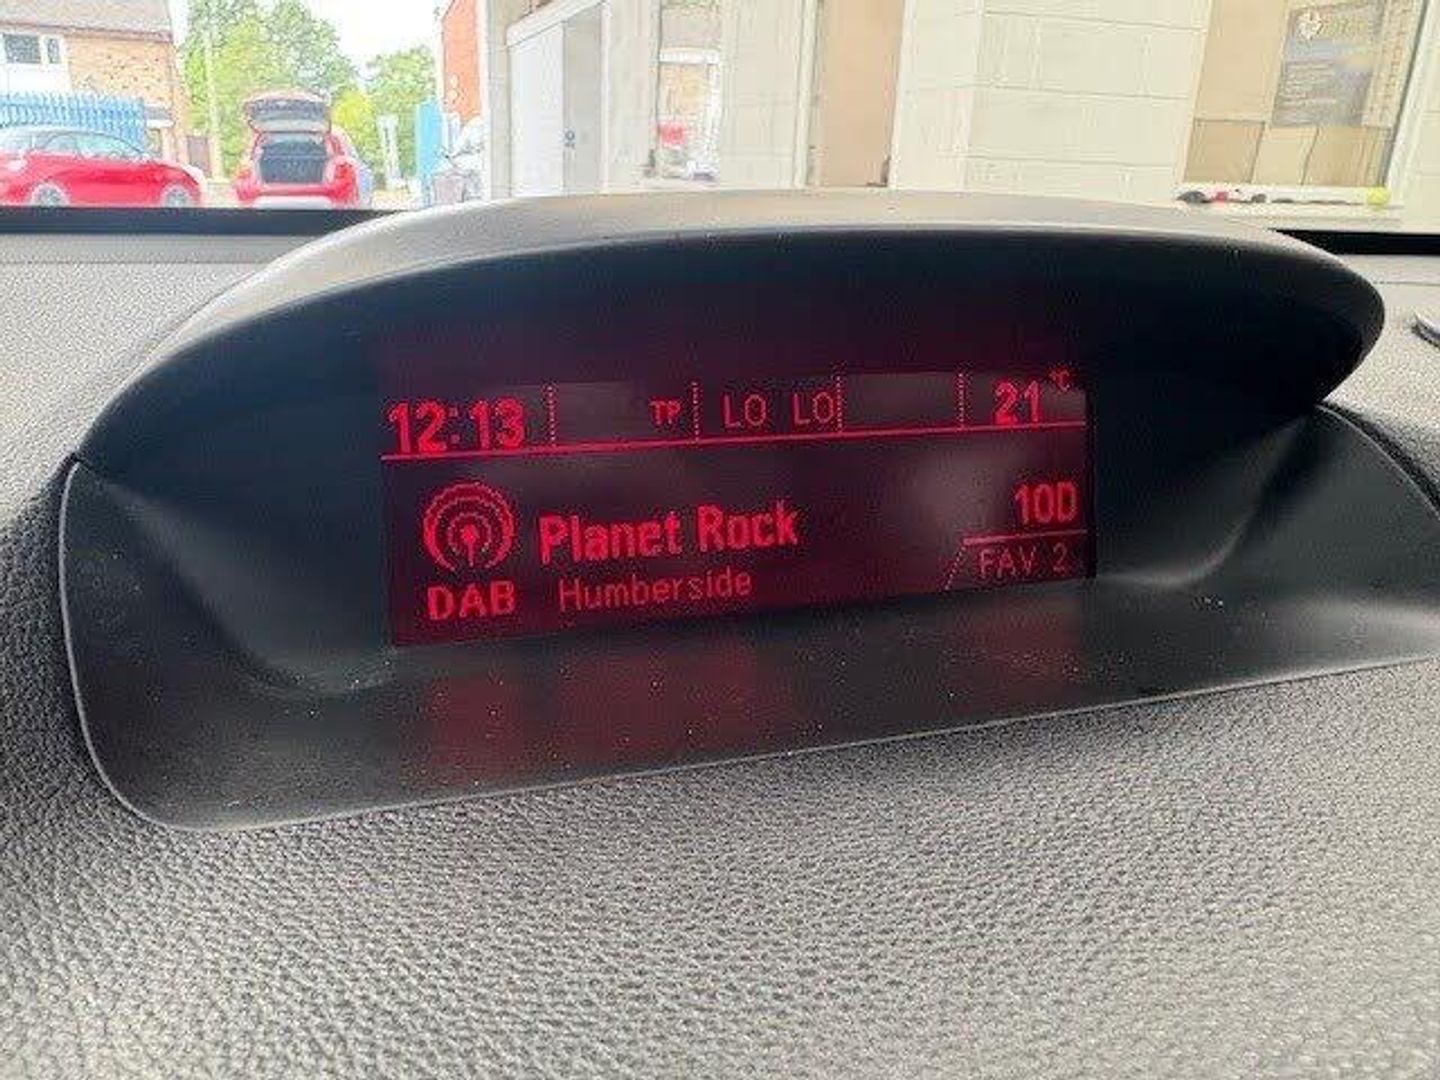 12:13 TP LO LO 21 °C
Planet Rock 10D
DAB Humberside FAV 2